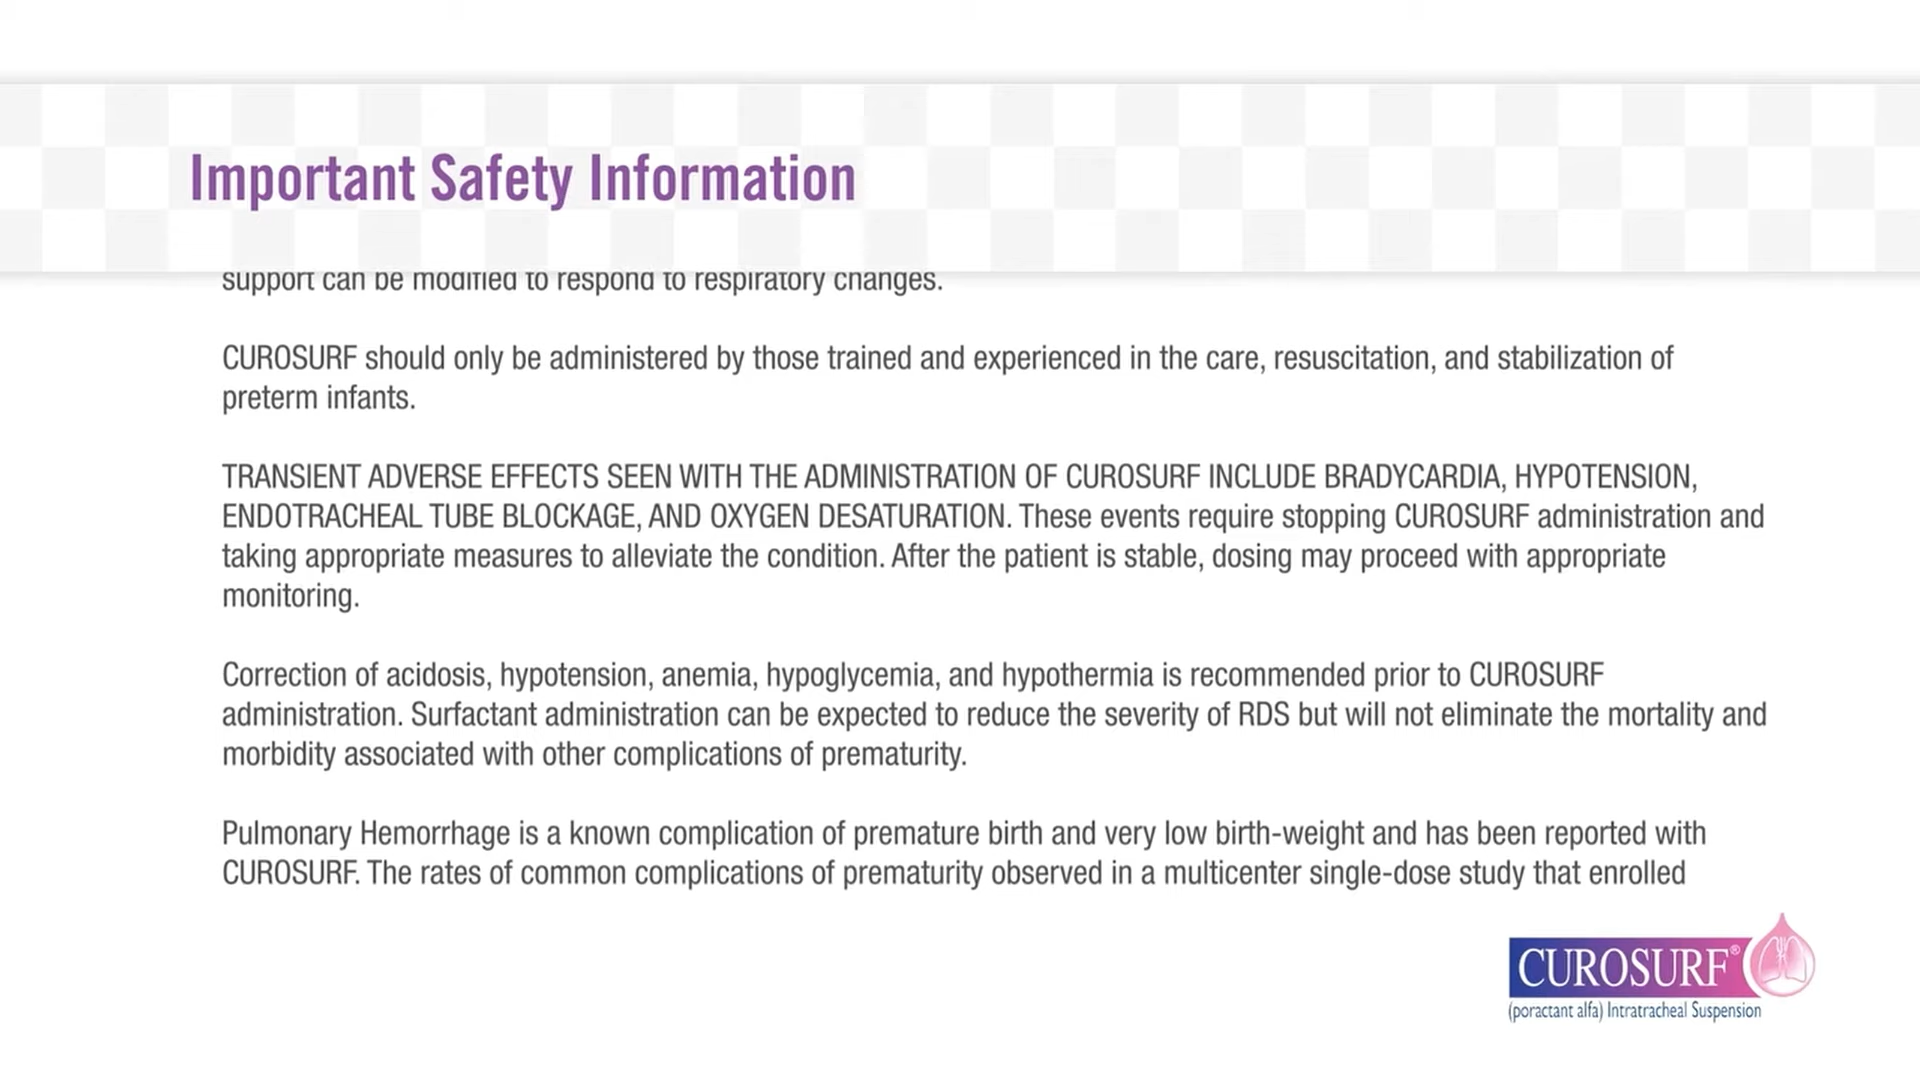 Important Safety Information
support can be modified to respond to respiratory changes.
CUROSURF should only be administered by those trained and experienced in the care, resuscitation, and stabilization of
preterm infants.
TRANSIENT ADVERSE EFFECTS SEEN WITH THE ADMINISTRATION OF CUROSURF INCLUDE BRADYCARDIA, HYPOTENSION,
ENDOTRACHEAL TUBE BLOCKAGE, AND OXYGEN DESATURATION. These events require stopping CUROSURF administration and
taking appropriate measures to alleviate the condition. After the patient is stable, dosing may proceed with appropriate
monitoring.
Correction of acidosis, hypotension, anemia, hypoglycemia, and hypothermia is recommended prior to CUROSURF
administration. Surfactant administration can be expected to reduce the severity of RDS but will not eliminate the mortality and
morbidity associated with other complications of prematurity.
Pulmonary Hemorrhage is a known complication of premature birth and very low birth-weight and has been reported with
CUROSURF. The rates of common complications of prematurity observed in a multicenter single-dose study that enrolled
CUROSURF®
(poractant alfa) Intratracheal Suspension